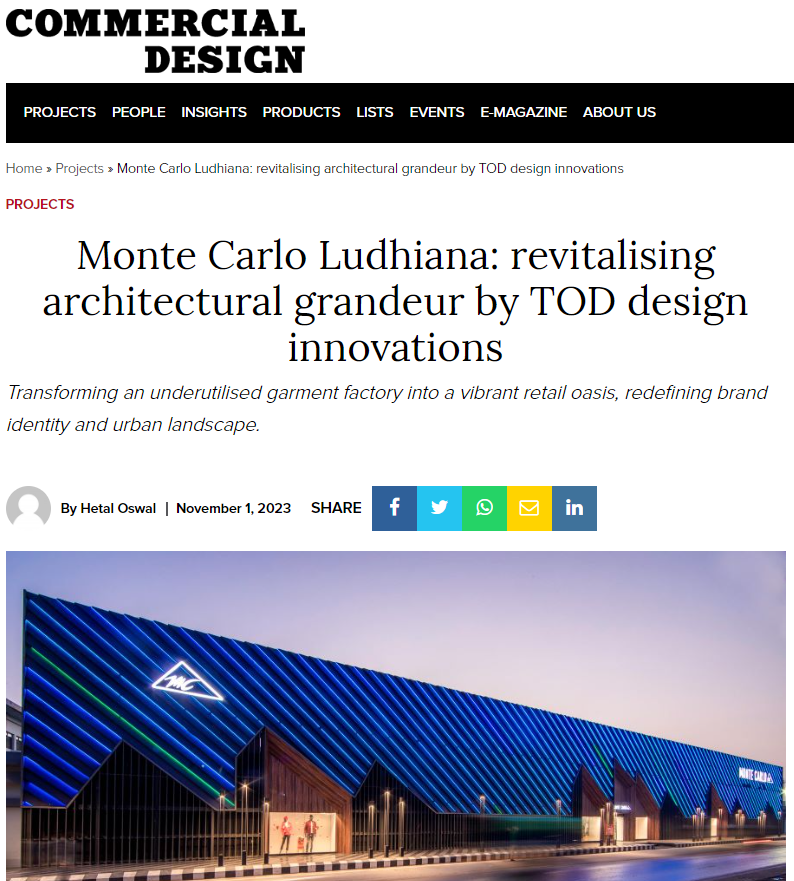 COMMERCIAL
DESIGN
PROJECTS PEOPLE INSIGHTS PRODUCTS LISTS EVENTS E-MAGAZINE ABOUT US
Home » Projects » Monte Carlo Ludhiana: revitalising architectural grandeur by TOD design innovations
PROJECTS
Monte Carlo Ludhiana: revitalising
architectural grandeur by TOD design
innovations
Transforming an underutilised garment factory into a vibrant retail oasis, redefining brand
identity and urban landscape.
By Hetal Oswal | November 1, 2023 SHARE
MC
MONTE CARLO